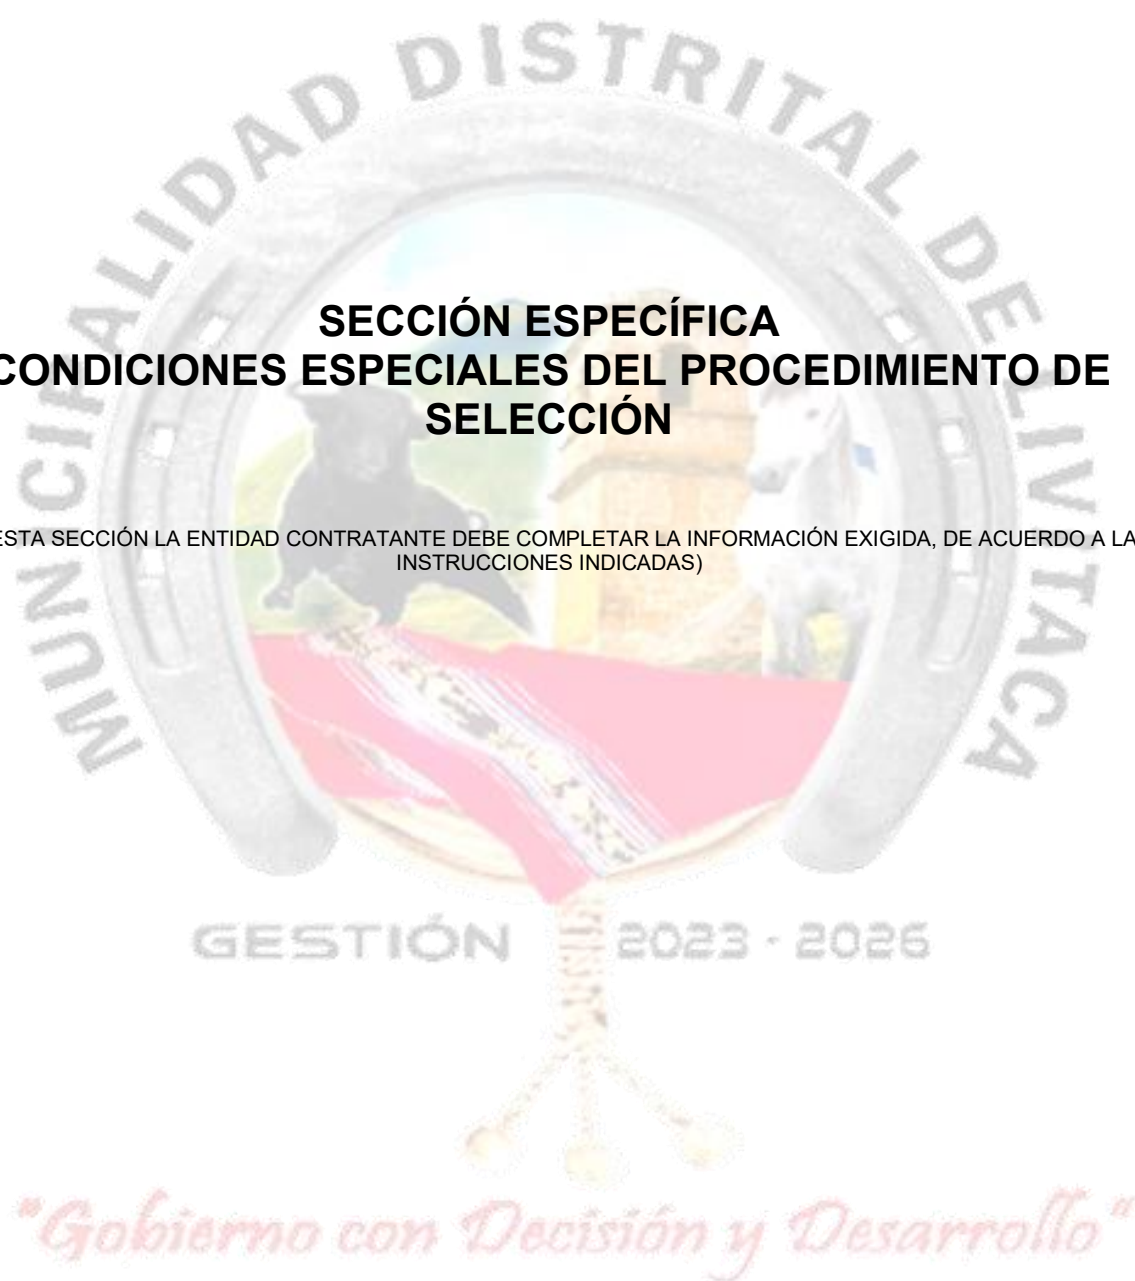 MUNICIPALIDAD DISTRITAL DE LIVITACA
SECCIÓN ESPECÍFICA
CONDICIONES ESPECIALES DEL PROCEDIMIENTO DE
SELECCIÓN
ESTA SECCIÓN LA ENTIDAD CONTRATANTE DEBE COMPLETAR LA INFORMACIÓN EXIGIDA, DE ACUERDO A LA
INSTRUCCIONES INDICADAS)
GESTIÓN 2023 - 2026
"Gobierno con Decisión y Desarrollo"